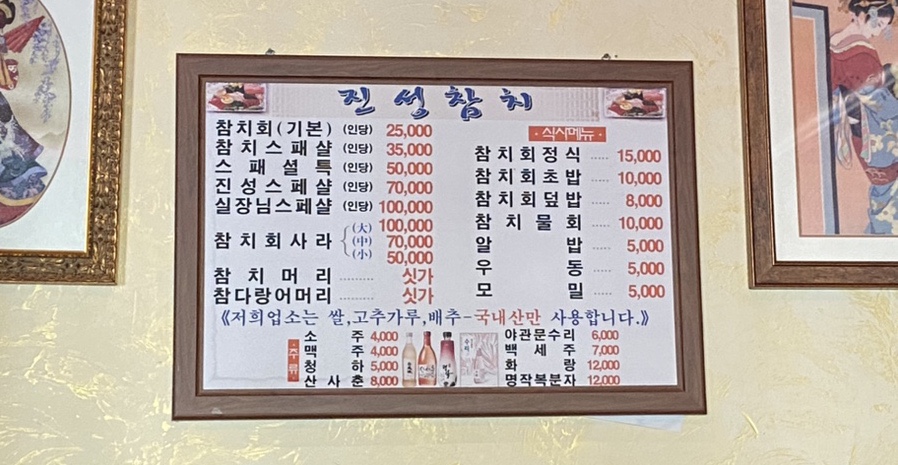 진성참치
참치회(기본) (인당) 25,000
참치스패샬 (인당) 35,000
스패셜특 (인당) 50,000
진성스페샬 (인당) 70,000
실장님스페샬 (인당) 100,000
참치회사라 (大) 100,000
(中) 70,000
(小) 50,000
참치머리 ......... 싯가
참다랑어머리 ......... 싯가
·식사메뉴·
참치회정식 ..... 15,000
참치회초밥 ..... 10,000
참치회덮밥 ..... 8,000
참치물회 ..... 10,000
알밥 ..... 5,000
우동 ..... 5,000
모밀 ..... 5,000
《저희업소는 쌀,고추가루,배추-국내산만 사용합니다.》
·주류·
소주 4,000
맥주 4,000
청하 5,000
산사춘 8,000
야관문수리 6,000
백세주 7,000
화랑 12,000
명작복분자 12,000